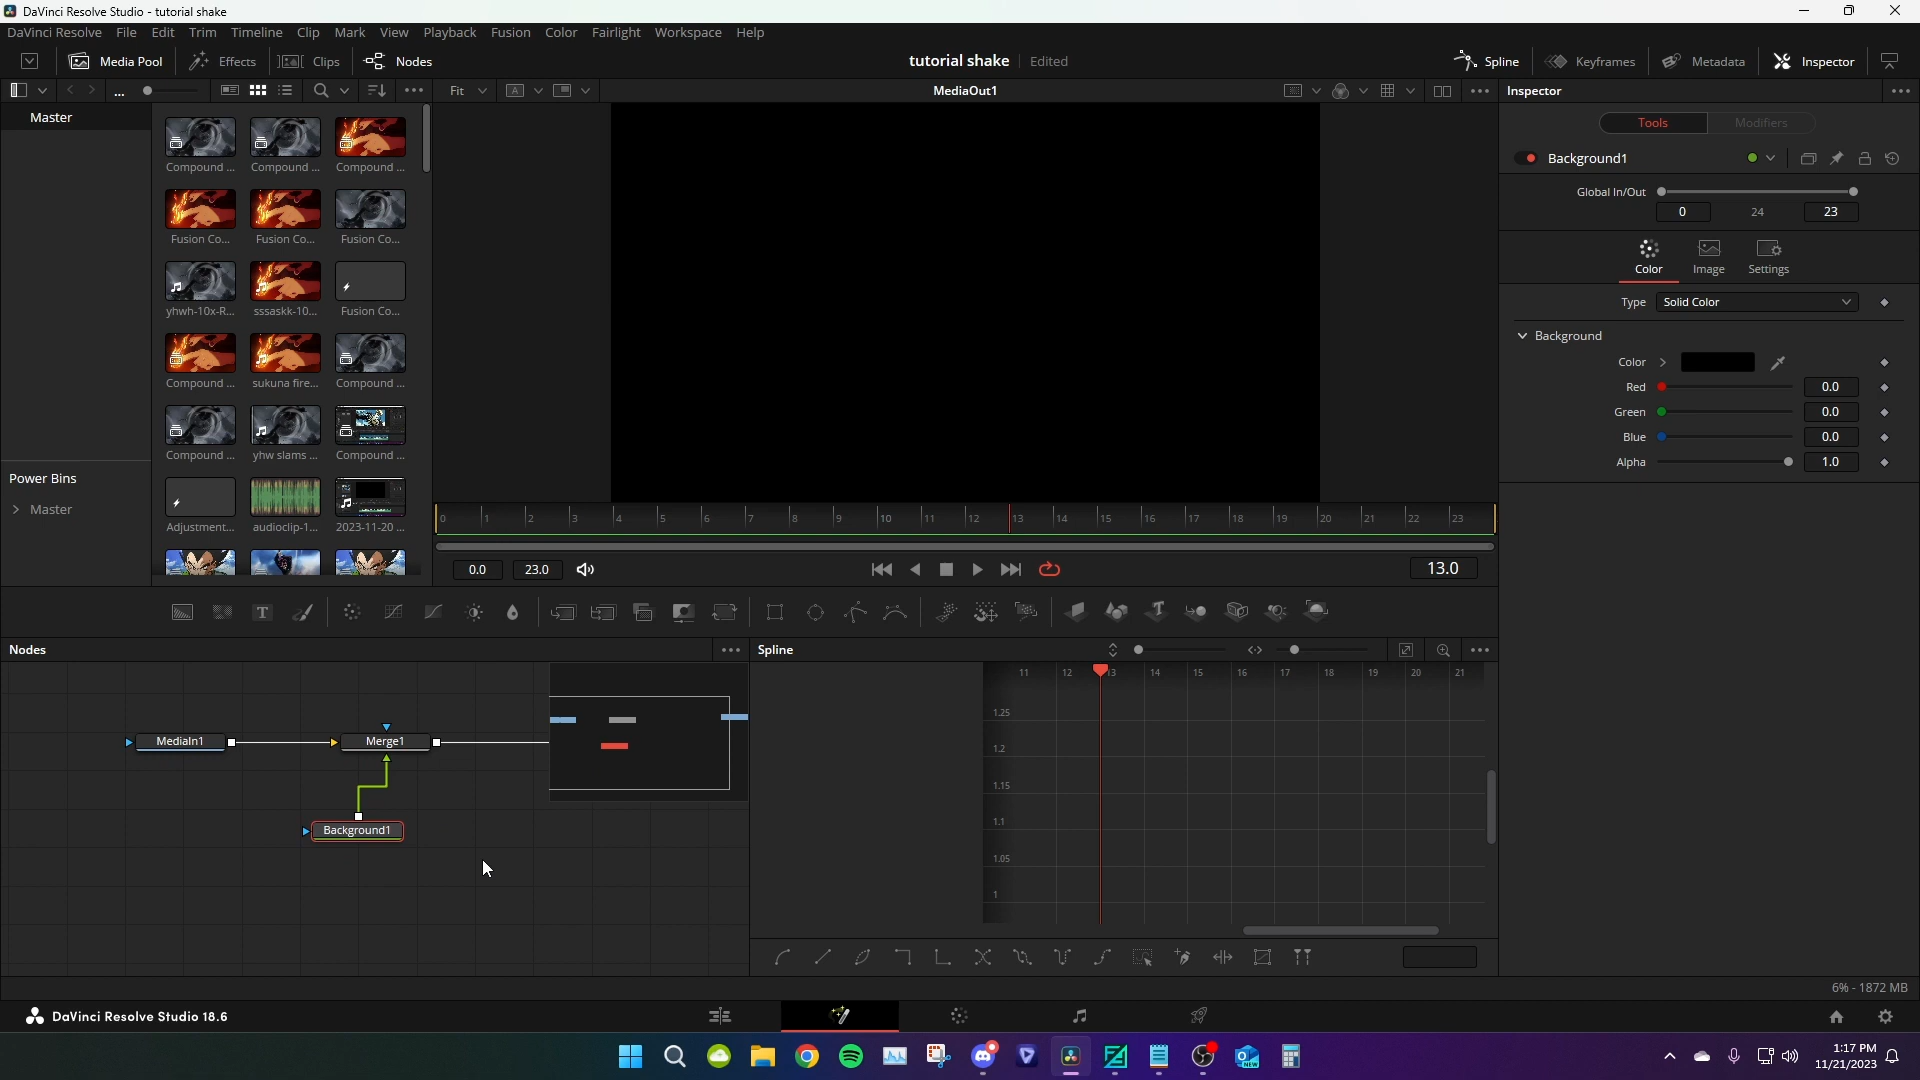 DaVinci Resolve Studio - tutorial shake
DaVinci Resolve File Edit Trim Timeline Clip Mark View Playback Fusion Color Fairlight Workspace Help
Media Pool Effects Clips Nodes tutorial shake Edited Spline Keyframes Metadata Inspector
... Fit A MediaOut1 Inspector
Master
Tools Modifiers
Compound ... Compound ... Compound ...
Background1
Global In/Out
0 24 23
Fusion Co... Fusion Co... Fusion Co...
Color Image Settings
yhwh-10x-R... sssaskk-10... Fusion Co...
Type Solid Color
Background
Color
Compound ... sukuna fire... Compound ...
Red 0.0
Green 0.0
Blue 0.0
Compound ... yhw slams ... Compound ...
Alpha 1.0
Power Bins
Master
Adjustment... audioclip-1... 2023-11-20 ...
0 1 2 3 4 5 6 7 8 9 10 11 12 13 14 15 16 17 18 19 20 21 22 23
0.0 23.0 13.0
T T
Nodes Spline
11 12 13 14 15 16 17 18 19 20 21
1.25
MediaIn1 Merge1
1.2
1.15
1.1
Background1
1.05
1
6% - 1872 MB
DaVinci Resolve Studio 18.6
NEW
1:17 PM
11/21/2023